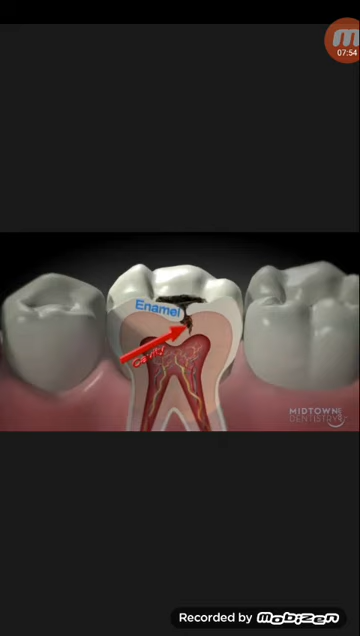 07:54
Enamel
Cavity
MIDTOWN
DENTISTRY
Recorded by Mobizen